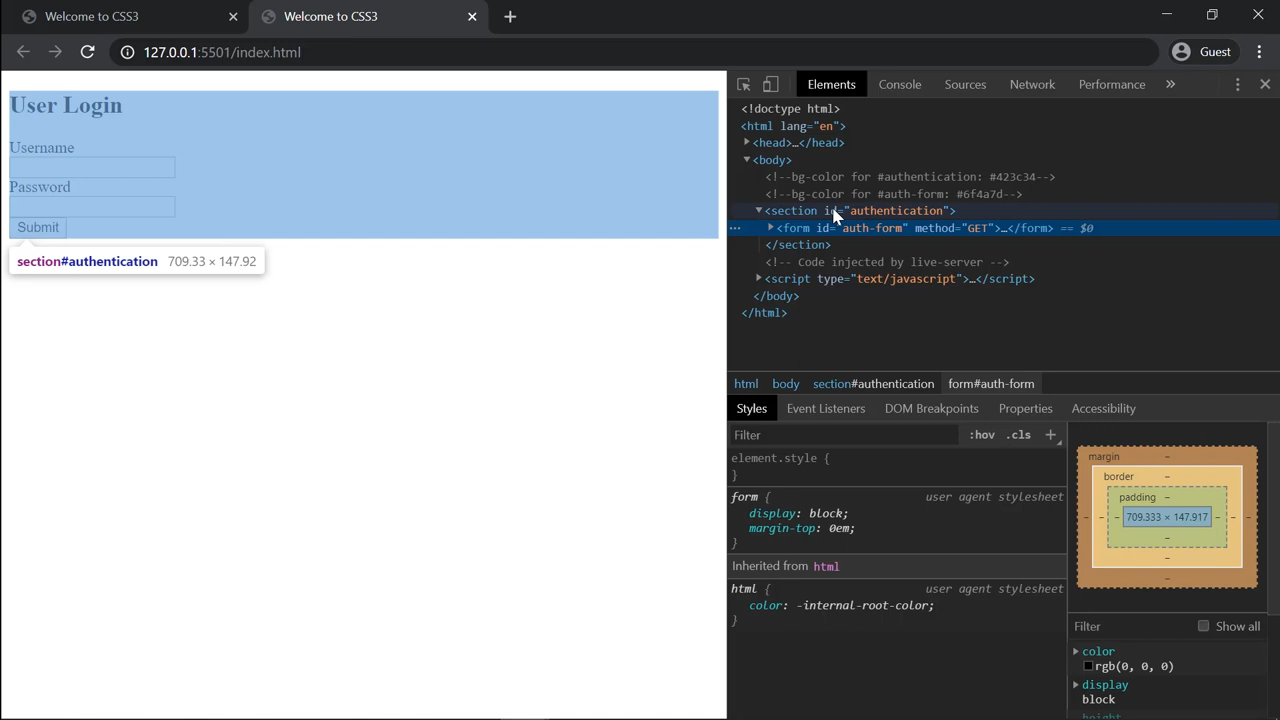 Welcome to CSS3
Welcome to CSS3
127.0.0.1:5501/index.html
Guest
User Login
Username
Password
Submit
section#authentication 709.33 × 147.92
Elements
Console
Sources
Network
Performance
<!doctype html>
<html lang="en">
<head>…</head>
<body>
<!--bg-color for #authentication: #423c34-->
<!--bg-color for #auth-form: #6f4a7d-->
<section id="authentication">
<form id="auth-form" method="GET">…</form> == $0
</section>
<!-- Code injected by live-server -->
<script type="text/javascript">…</script>
</body>
</html>
html body section#authentication form#auth-form
Styles
Event Listeners
DOM Breakpoints
Properties
Accessibility
Filter
:hov .cls
element.style {
}
form { user agent stylesheet
display: block;
margin-top: 0em;
}
Inherited from html
html { user agent stylesheet
color: -internal-root-color;
}
margin -
border -
padding -
- - - 709.333 × 147.917 - - -
-
-
-
Filter
Show all
color
rgb(0, 0, 0)
display
block
height